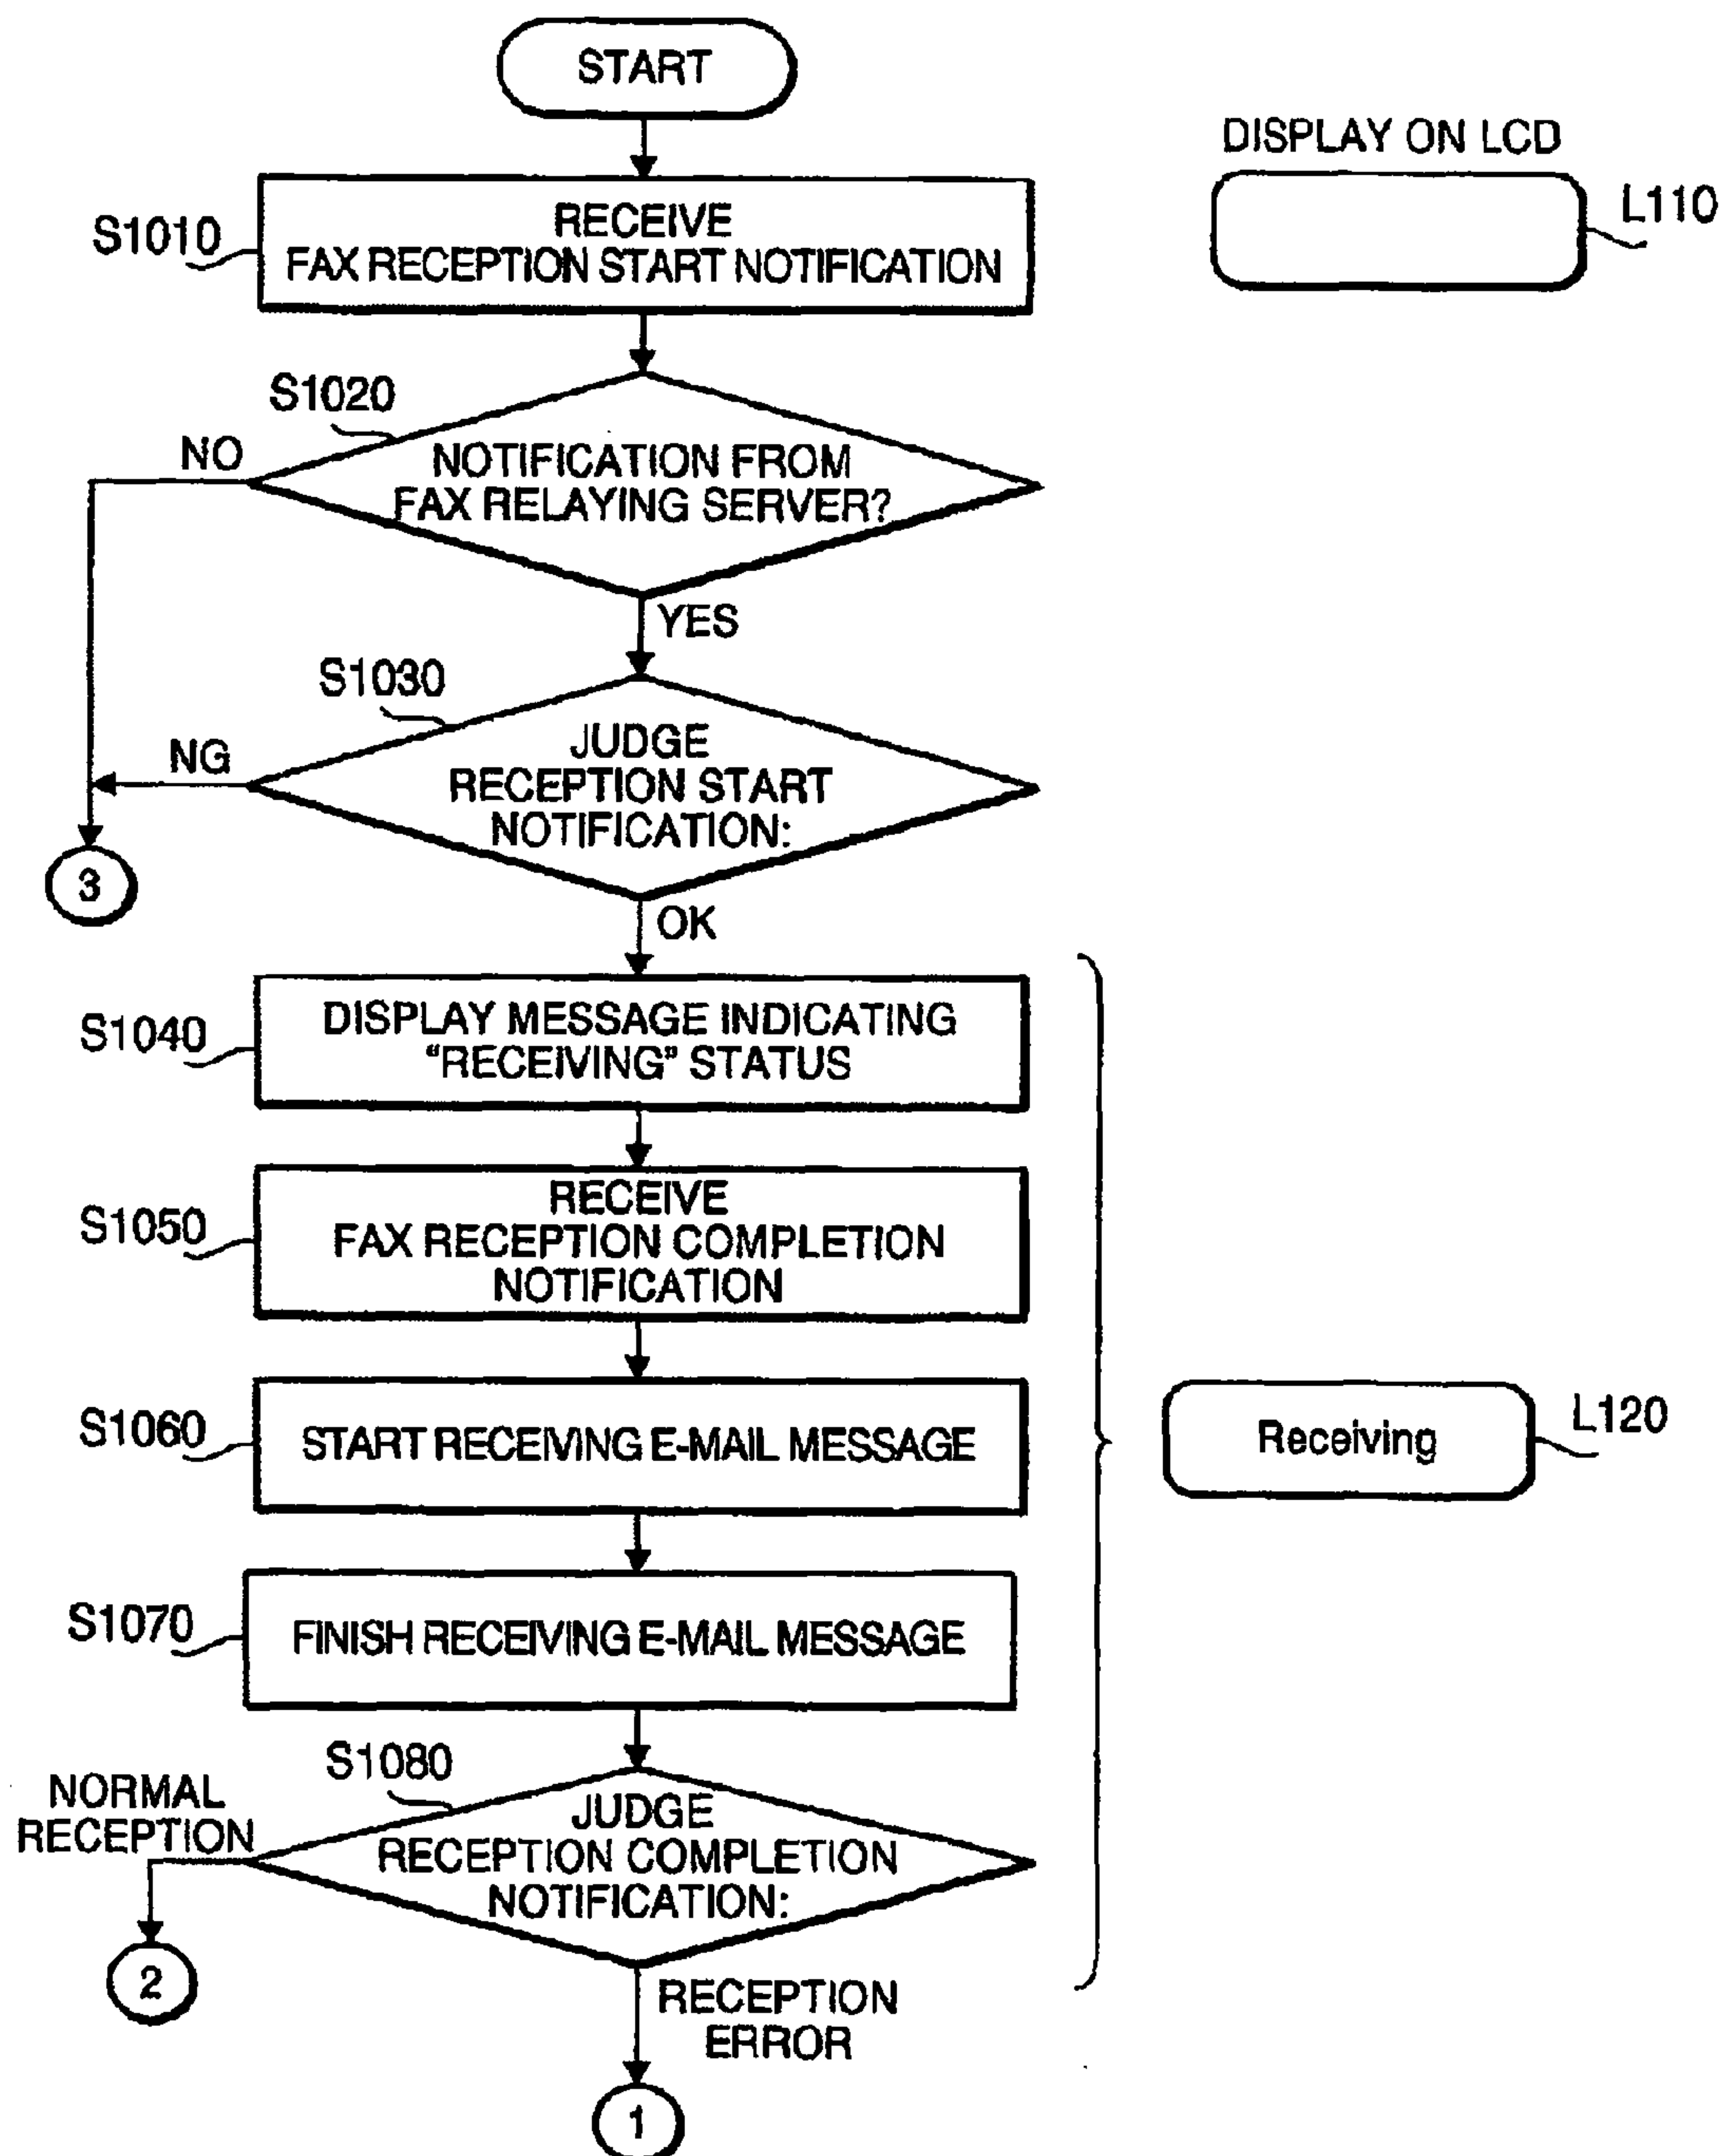 START
DISPLAY ON LCD
L110
S1010
RECEIVE
FAX RECEPTION START NOTIFICATION
S1020
NO
NOTIFICATION FROM
FAX RELAYING SERVER?
YES
S1030
NG
JUDGE
RECEPTION START
NOTIFICATION:
3
OK
S1040
DISPLAY MESSAGE INDICATING
"RECEIVING" STATUS
S1050
RECEIVE
FAX RECEPTION COMPLETION
NOTIFICATION
S1060
START RECEIVING E-MAIL MESSAGE
Receiving
L120
S1070
FINISH RECEIVING E-MAIL MESSAGE
S1080
NORMAL
RECEPTION
JUDGE
RECEPTION COMPLETION
NOTIFICATION:
2
RECEPTION
ERROR
1